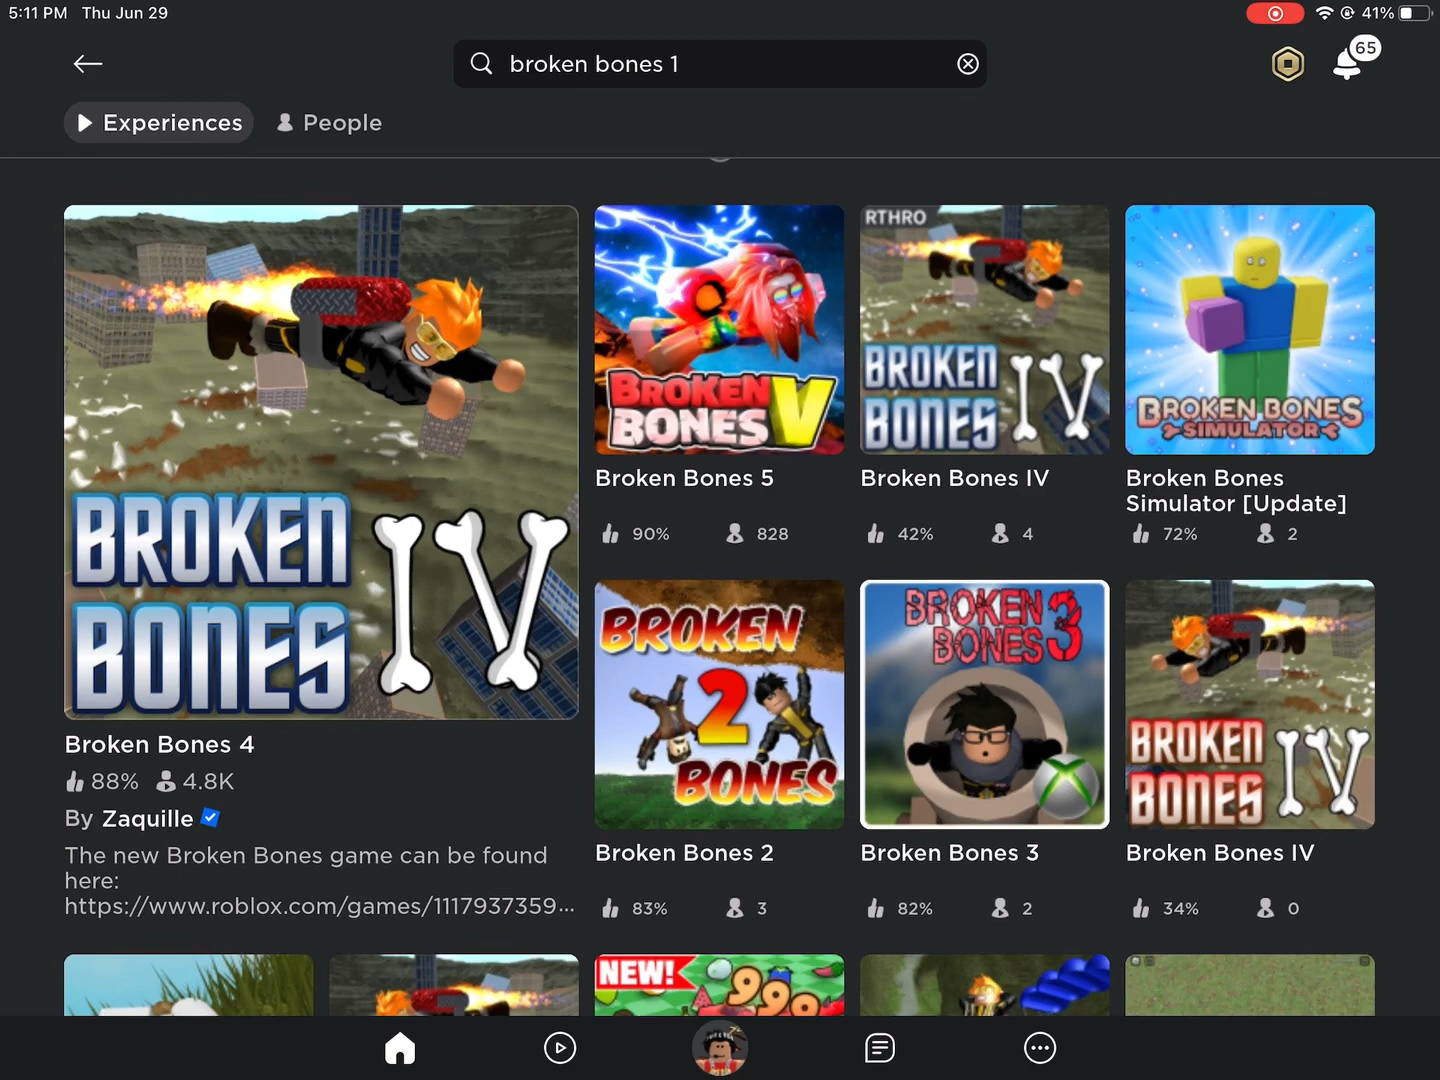 5:11 PM Thu Jun 29
41%
broken bones 1
65
Experiences
People
BROKEN
BONES IV
Broken Bones 4
88% 4.8K
By Zaquille
The new Broken Bones game can be found
here:
https://www.roblox.com/games/1117937359...
BROKEN
BONES V
Broken Bones 5
90% 828
RTHRO
BROKEN
BONES IV
Broken Bones IV
42% 4
BROKEN BONES
SIMULATOR
Broken Bones
Simulator [Update]
72% 2
BROKEN
2
BONES
Broken Bones 2
83% 3
BROKEN
BONES 3
Broken Bones 3
82% 2
BROKEN
BONES IV
Broken Bones IV
34% 0
NEW!
999